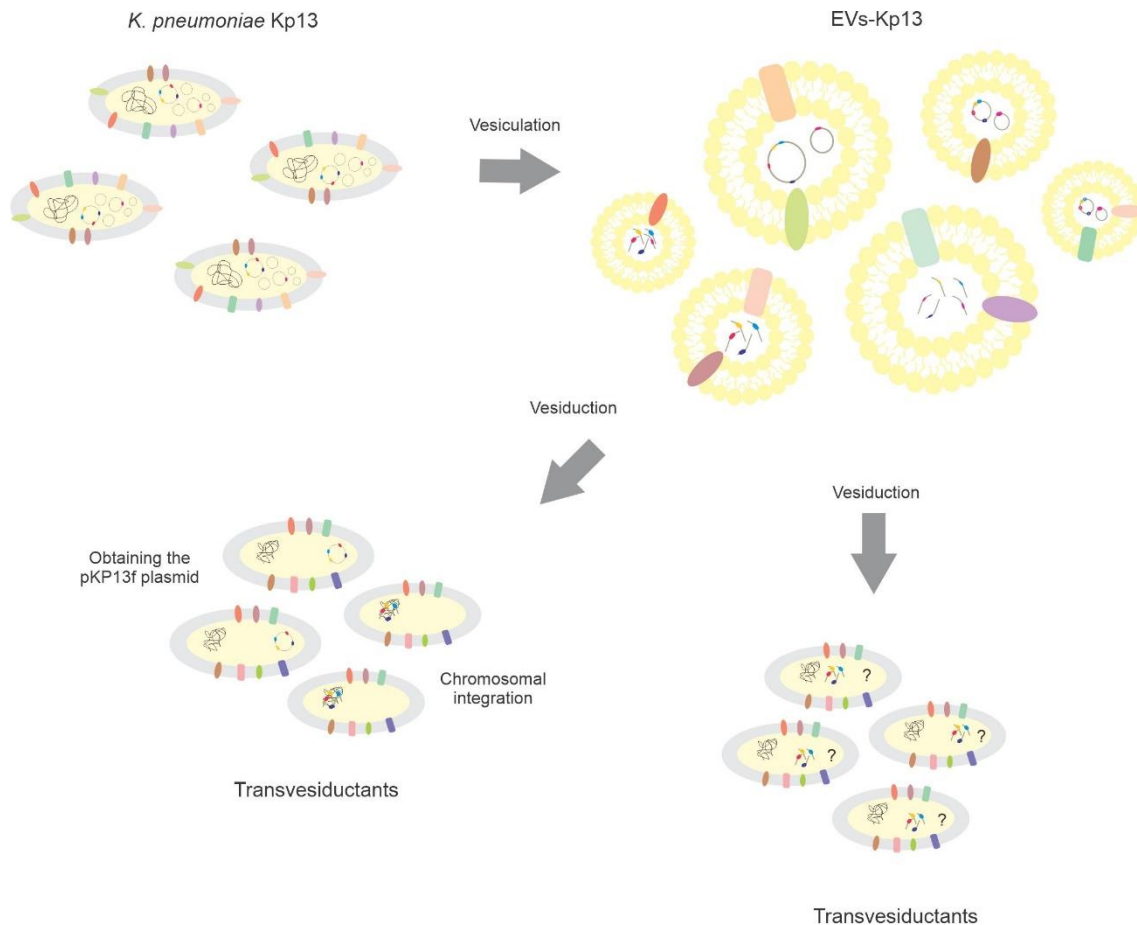 K. pneumoniae Kp13
EVs-Kp13
Vesiculation
Vesiduction
Vesiduction
Obtaining the
pKP13f plasmid
Chromosomal
integration
?
?
?
?
Transvesiductants
Transvesiductants